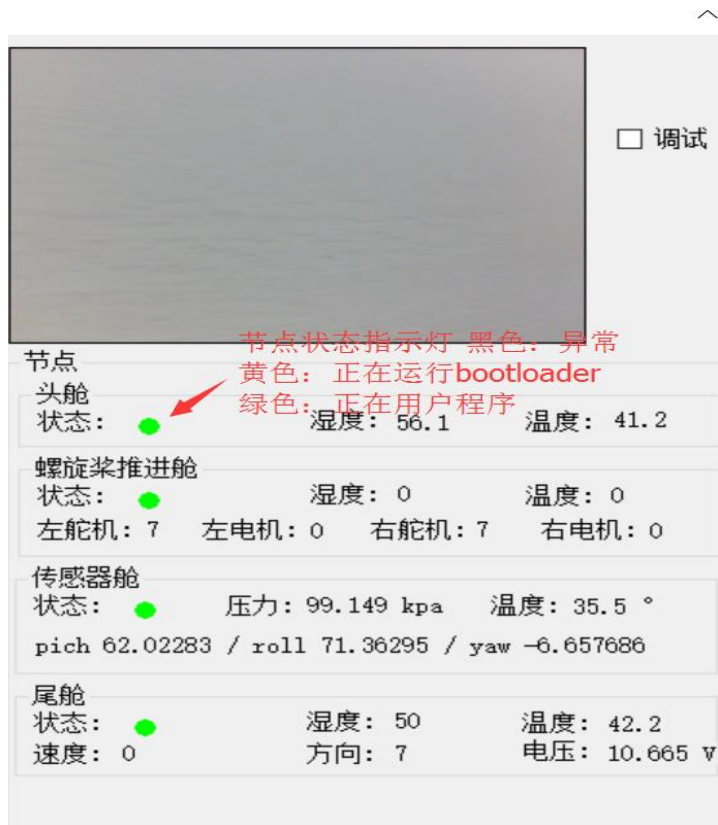 调试
节点状态指示灯 黑色：异常
节点
黄色：正在运行bootloader
头舱
绿色：正在用户程序
状态： 湿度：56.1 温度：41.2
螺旋桨推进舱
状态： 湿度：0 温度：0
左舵机：7 左电机：0 右舵机：7 右电机：0
传感器舱
状态： 压力：99.149 kpa 温度：35.5 °
pich 62.02283 / roll 71.36295 / yaw -6.657686
尾舱
状态： 湿度：50 温度：42.2
速度：0 方向：7 电压：10.665 V